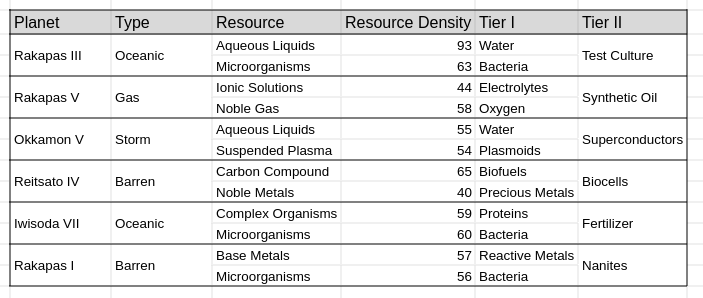 Planet Type Resource Resource Density Tier I Tier II
Rakapas III Oceanic Aqueous Liquids 93 Water Test Culture
Microorganisms 63 Bacteria
Rakapas V Gas Ionic Solutions 44 Electrolytes Synthetic Oil
Noble Gas 58 Oxygen
Okkamon V Storm Aqueous Liquids 55 Water Superconductors
Suspended Plasma 54 Plasmoids
Reitsato IV Barren Carbon Compound 65 Biofuels Biocells
Noble Metals 40 Precious Metals
Iwisoda VII Oceanic Complex Organisms 59 Proteins Fertilizer
Microorganisms 60 Bacteria
Rakapas I Barren Base Metals 57 Reactive Metals Nanites
Microorganisms 56 Bacteria